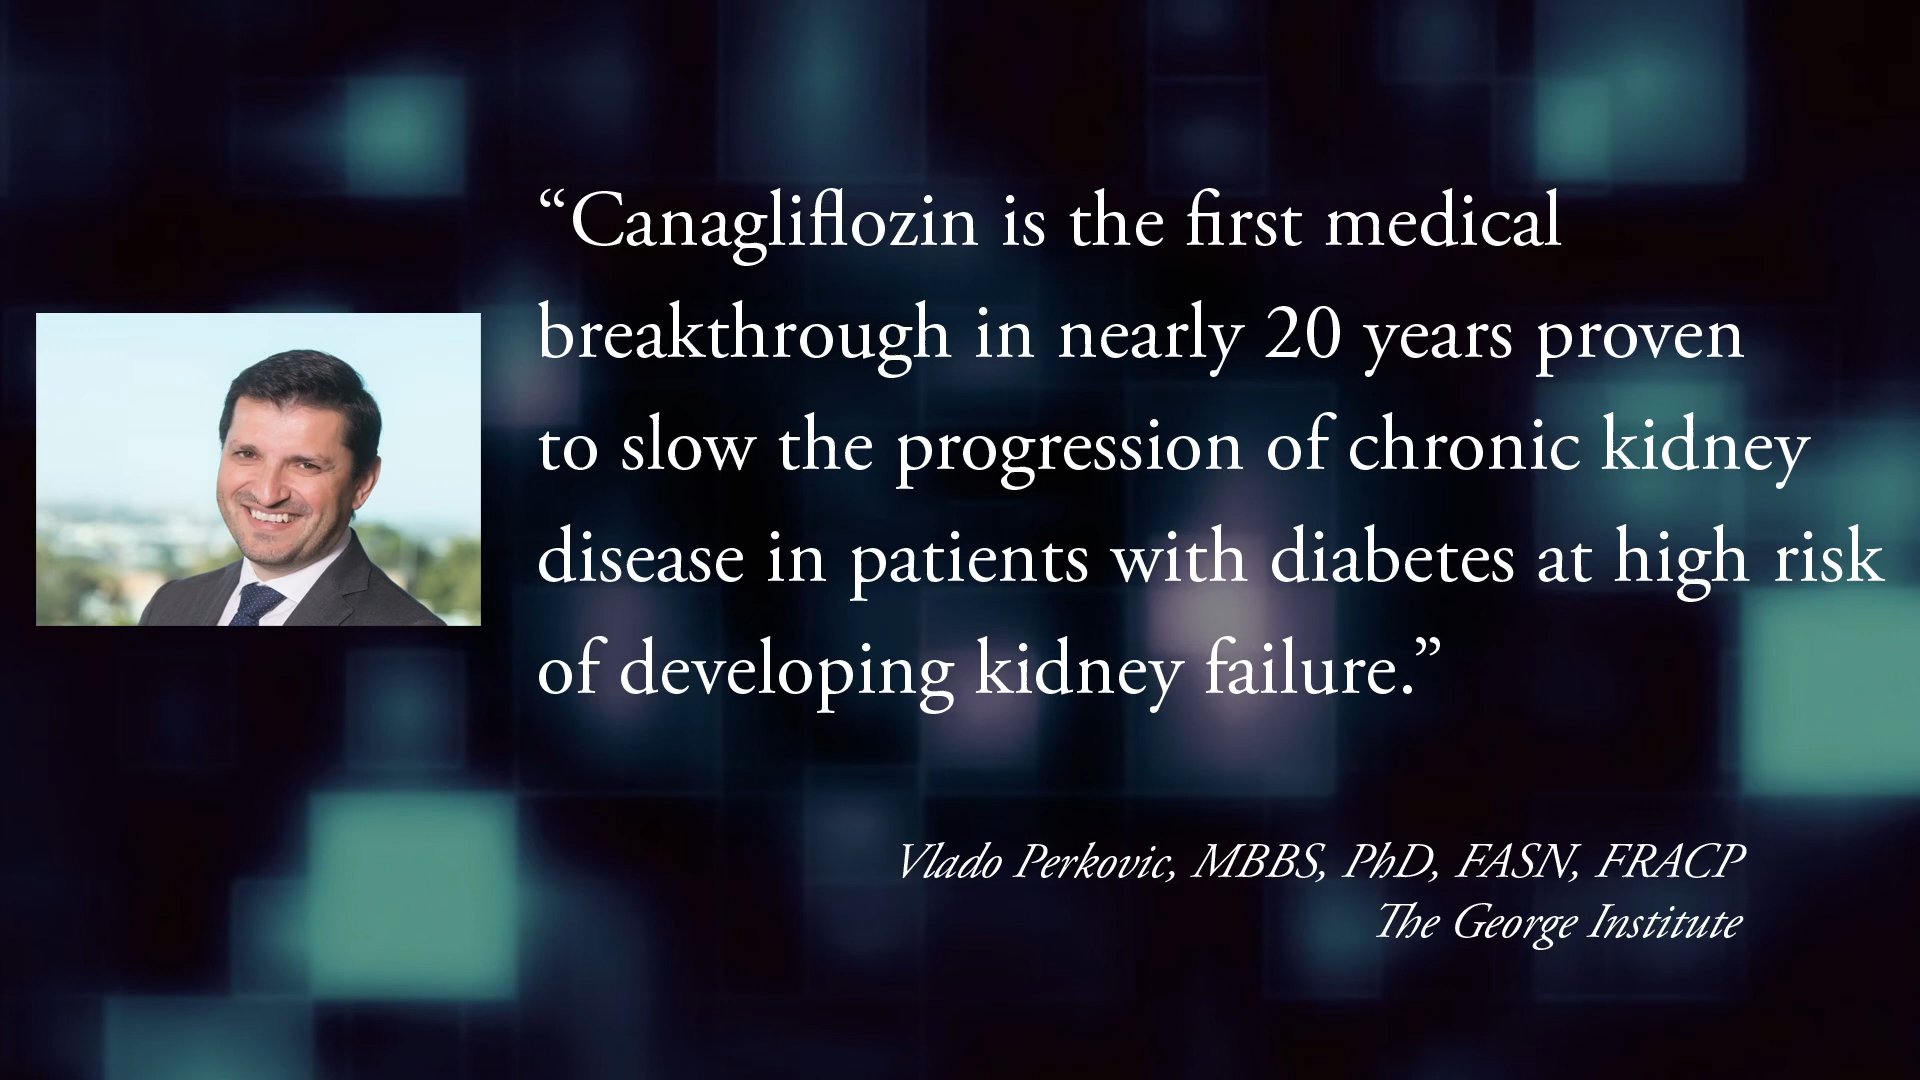 “Canagliflozin is the first medical
breakthrough in nearly 20 years proven
to slow the progression of chronic kidney
disease in patients with diabetes at high risk
of developing kidney failure.”
Vlado Perkovic, MBBS, PhD, FASN, FRACP
The George Institute